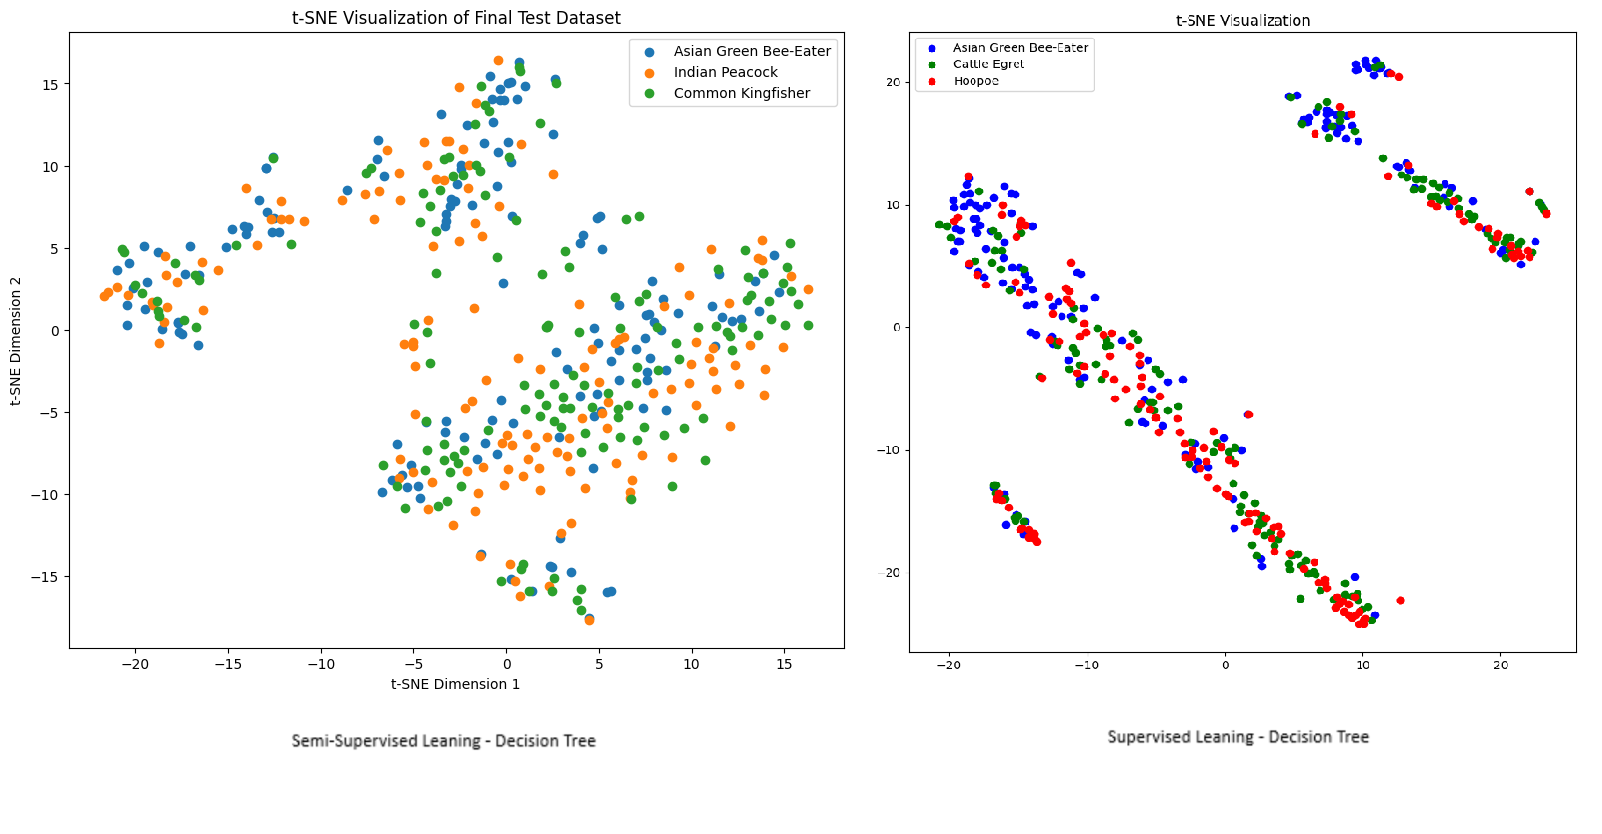 t-SNE Visualization of Final Test Dataset
Asian Green Bee-Eater
Indian Peacock
Common Kingfisher
15
10
5
0
−5
−10
−15
t-SNE Dimension 2
−20 −15 −10 −5 0 5 10 15
t-SNE Dimension 1
Semi-Supervised Leaning - Decision Tree
t-SNE Visualization
Asian Green Bee-Eater
Cattle Egret
Hoopoe
20
10
0
−10
−20
−20 −10 0 10 20
Supervised Leaning - Decision Tree